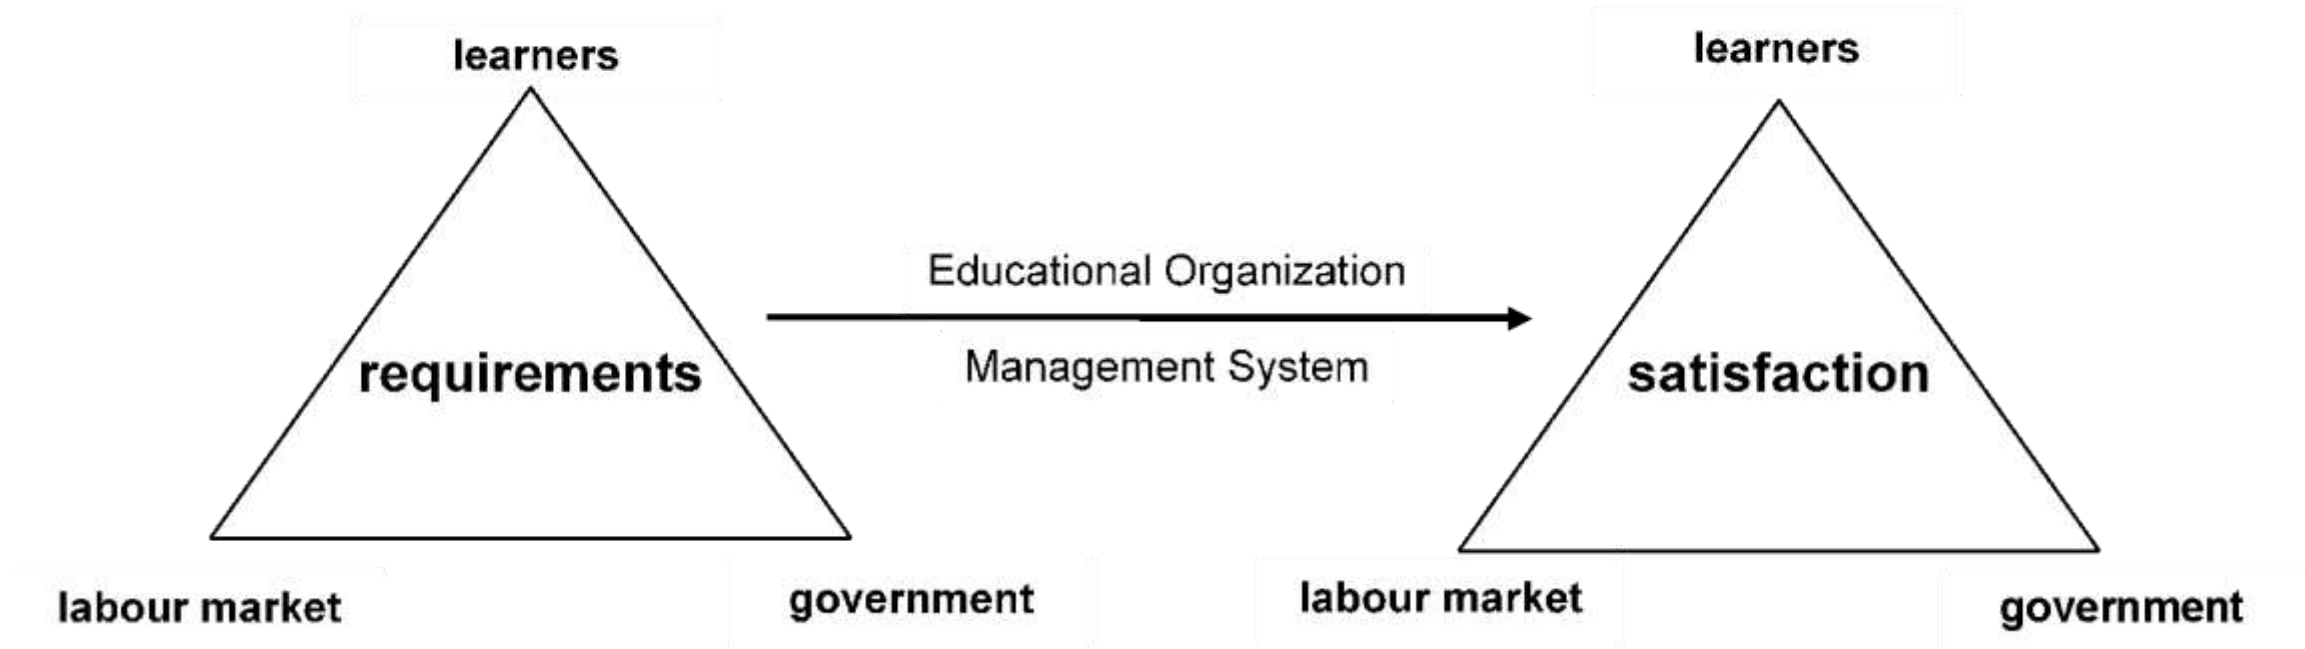 learners
requirements
labour market
government
Educational Organization
Management System
learners
satisfaction
labour market
government